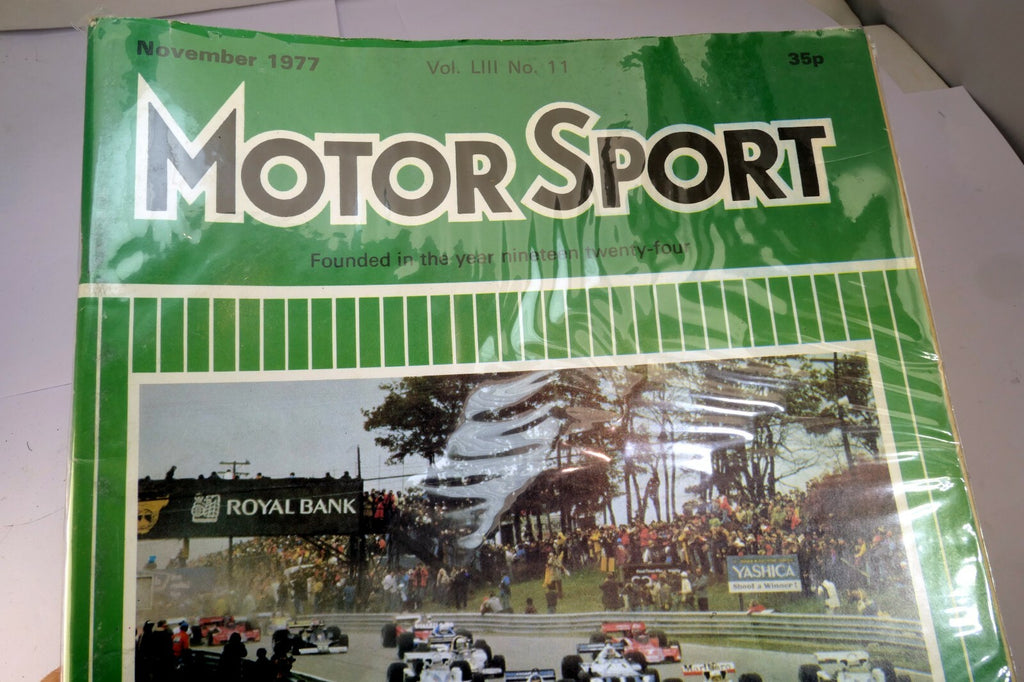 November 1977
Vol. LIII No. 11
35p
MOTOR SPORT
Founded in the year nineteen twenty-four
ROYAL BANK
YASHICA
Shoot a Winner!
Marlboro